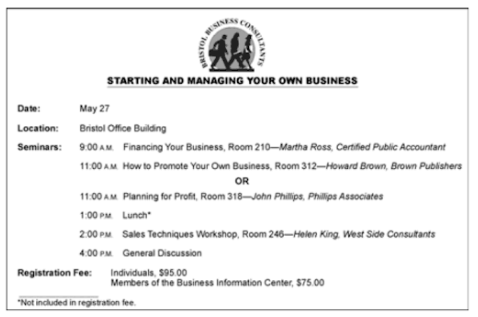 BRISTOL BUSINESS CONSULTANTS
STARTING AND MANAGING YOUR OWN BUSINESS
Date: May 27
Location: Bristol Office Building
Seminars: 9:00 A.M. Financing Your Business, Room 210—Martha Ross, Certified Public Accountant
11:00 A.M. How to Promote Your Own Business, Room 312—Howard Brown, Brown Publishers
OR
11:00 A.M. Planning for Profit, Room 318—John Phillips, Phillips Associates
1:00 P.M. Lunch*
2:00 P.M. Sales Techniques Workshop, Room 246—Helen King, West Side Consultants
4:00 P.M. General Discussion
Registration Fee: Individuals, $95.00
Members of the Business Information Center, $75.00
*Not included in registration fee.